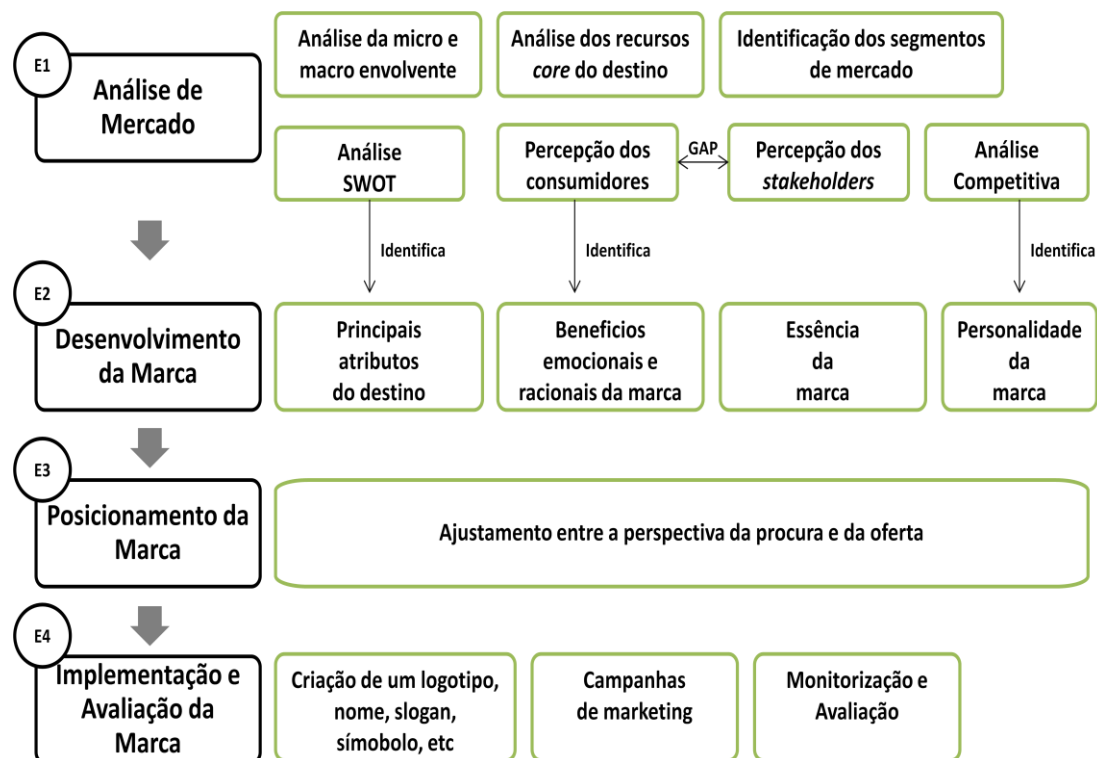 E1
Análise de
Mercado
Análise da micro e
macro envolvente
Análise dos recursos
core do destino
Identificação dos segmentos
de mercado
Análise
SWOT
Percepção dos
consumidores
GAP
Percepção dos
stakeholders
Análise
Competitiva
Identifica
Identifica
Identifica
E2
Desenvolvimento
da Marca
Principais
atributos
do destino
Beneficios
emocionais e
racionais da marca
Essência
da
marca
Personalidade
da
marca
E3
Posicionamento da
Marca
Ajustamento entre a perspectiva da procura e da oferta
E4
Implementação e
Avaliação da
Marca
Criação de um logotipo,
nome, slogan,
símobolo, etc
Campanhas
de marketing
Monitorização e
Avaliação